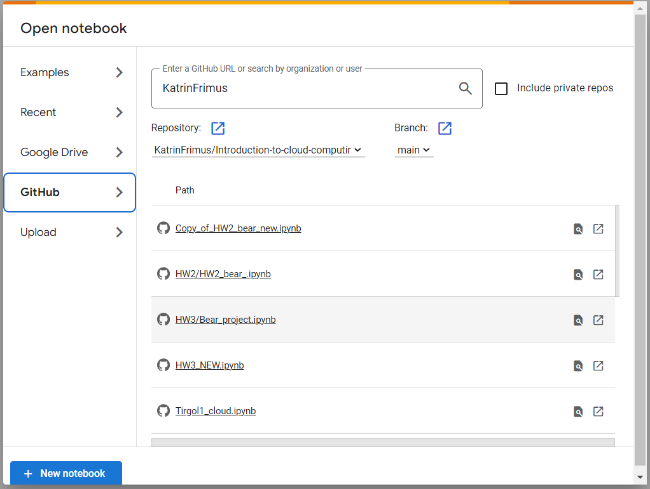 Open notebook
Examples
Recent
Google Drive
GitHub
Upload
Enter a GitHub URL or search by organization or user
KatrinFrimus
Include private repos
Repository:
Branch:
KatrinFrimus/Introduction-to-cloud-computir
main
Path
Copy_of_HW2_bear_new.ipynb
HW2/HW2_bear_.ipynb
HW3/Bear_project.ipynb
HW3_NEW.ipynb
Tirgol1_cloud.ipynb
+ New notebook